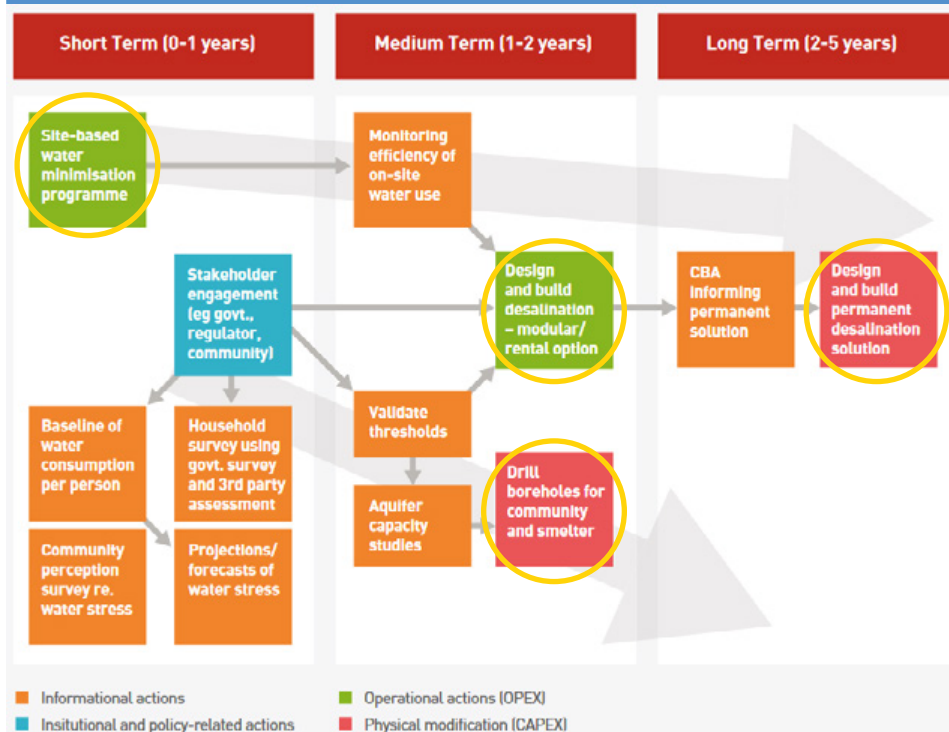 Short Term (0-1 years)
Medium Term (1-2 years)
Long Term (2-5 years)
Site-based
water
minimisation
programme
Monitoring
efficiency of
on-site
water use
Stakeholder
engagement
(eg govt.,
regulator,
community)
Design
and build
desalination
– modular/
rental option
CBA
informing
permanent
solution
Design
and build
permanent
desalination
solution
Baseline of
water
consumption
per person
Household
survey using
govt. survey
and 3rd party
assessment
Validate
thresholds
Community
perception
survey re.
water stress
Projections/
forecasts of
water stress
Aquifer
capacity
studies
Drill
boreholes for
community
and smelter
Informational actions
Operational actions (OPEX)
Insitutional and policy-related actions
Physical modification (CAPEX)